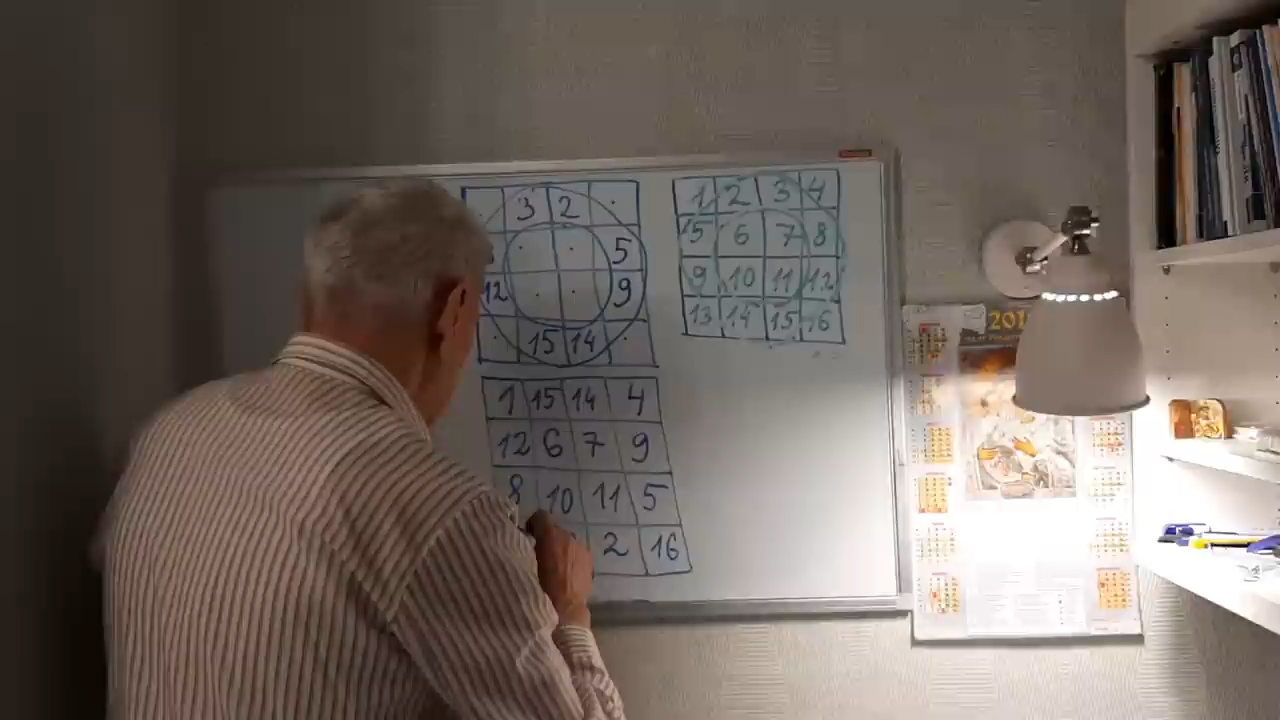 3 2
5
12 9
15 14
1 15 14 4
12 6 7 9
8 10 11 5
2 16
1 2 3 4
5 6 7 8
9 10 11 12
13 14 15 16
201